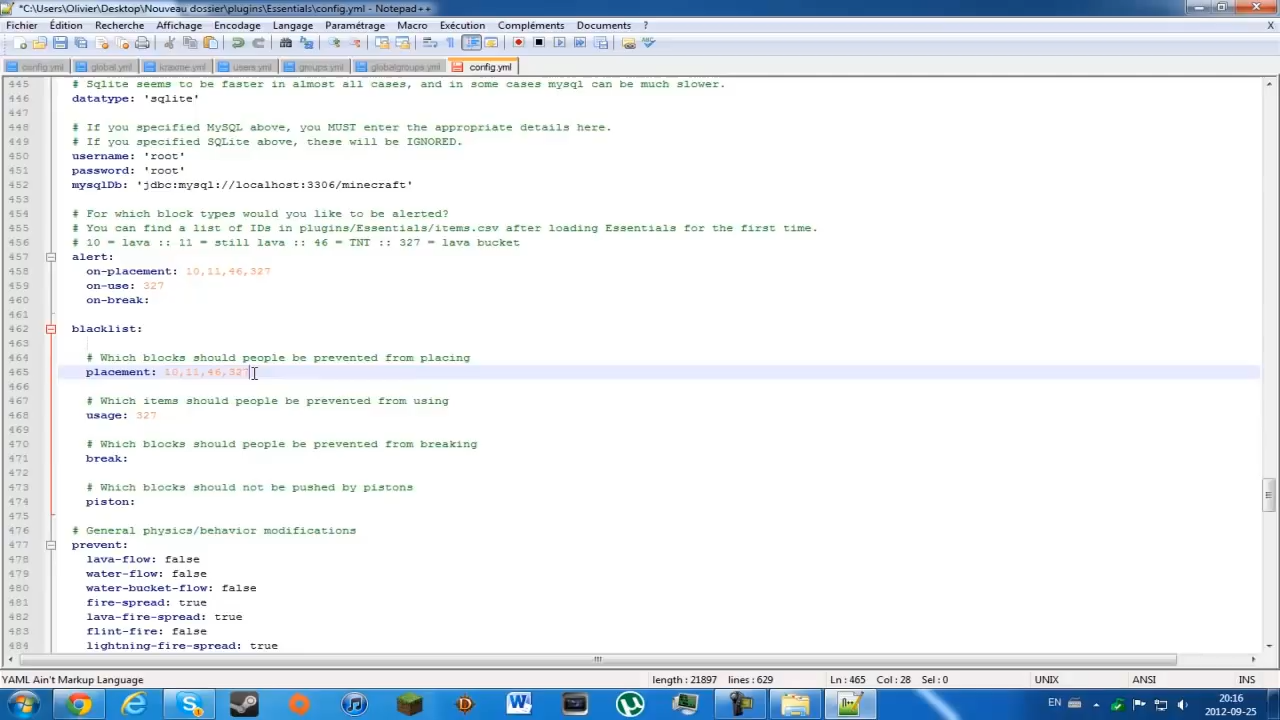 *C:\Users\Olivier\Desktop\Nouveau dossier\plugins\Essentials\config.yml - Notepad++
Fichier Édition Recherche Affichage Encodage Langage Paramétrage Macro Exécution Compléments Documents ? X
config.yml global.yml kraxme.yml users.yml groups.yml globalgroups.yml config.yml
445 # Sqlite seems to be faster in almost all cases, and in some cases mysql can be much slower.
446 datatype: 'sqlite'
447
448 # If you specified MySQL above, you MUST enter the appropriate details here.
449 # If you specified SQLite above, these will be IGNORED.
450 username: 'root'
451 password: 'root'
452 mysqlDb: 'jdbc:mysql://localhost:3306/minecraft'
453
454 # For which block types would you like to be alerted?
455 # You can find a list of IDs in plugins/Essentials/items.csv after loading Essentials for the first time.
456 # 10 = lava :: 11 = still lava :: 46 = TNT :: 327 = lava bucket
457 alert:
458 on-placement: 10,11,46,327
459 on-use: 327
460 on-break:
461
462 blacklist:
463
464 # Which blocks should people be prevented from placing
465 placement: 10,11,46,327
466
467 # Which items should people be prevented from using
468 usage: 327
469
470 # Which blocks should people be prevented from breaking
471 break:
472
473 # Which blocks should not be pushed by pistons
474 piston:
475
476 # General physics/behavior modifications
477 prevent:
478 lava-flow: false
479 water-flow: false
480 water-bucket-flow: false
481 fire-spread: true
482 lava-fire-spread: true
483 flint-fire: false
484 lightning-fire-spread: true
YAML Ain't Markup Language length : 21897 lines : 629 Ln : 465 Col : 28 Sel : 0 UNIX ANSI INS
EN 20:16
2012-09-25